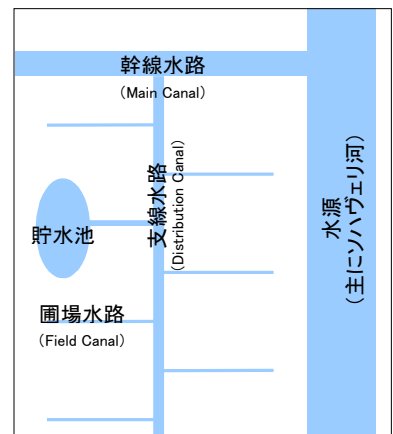 幹線水路
(Main Canal)
支線水路
(Distribution Canal)
水源
(主にソハヴェリ河)
貯水池
圃場水路
(Field Canal)